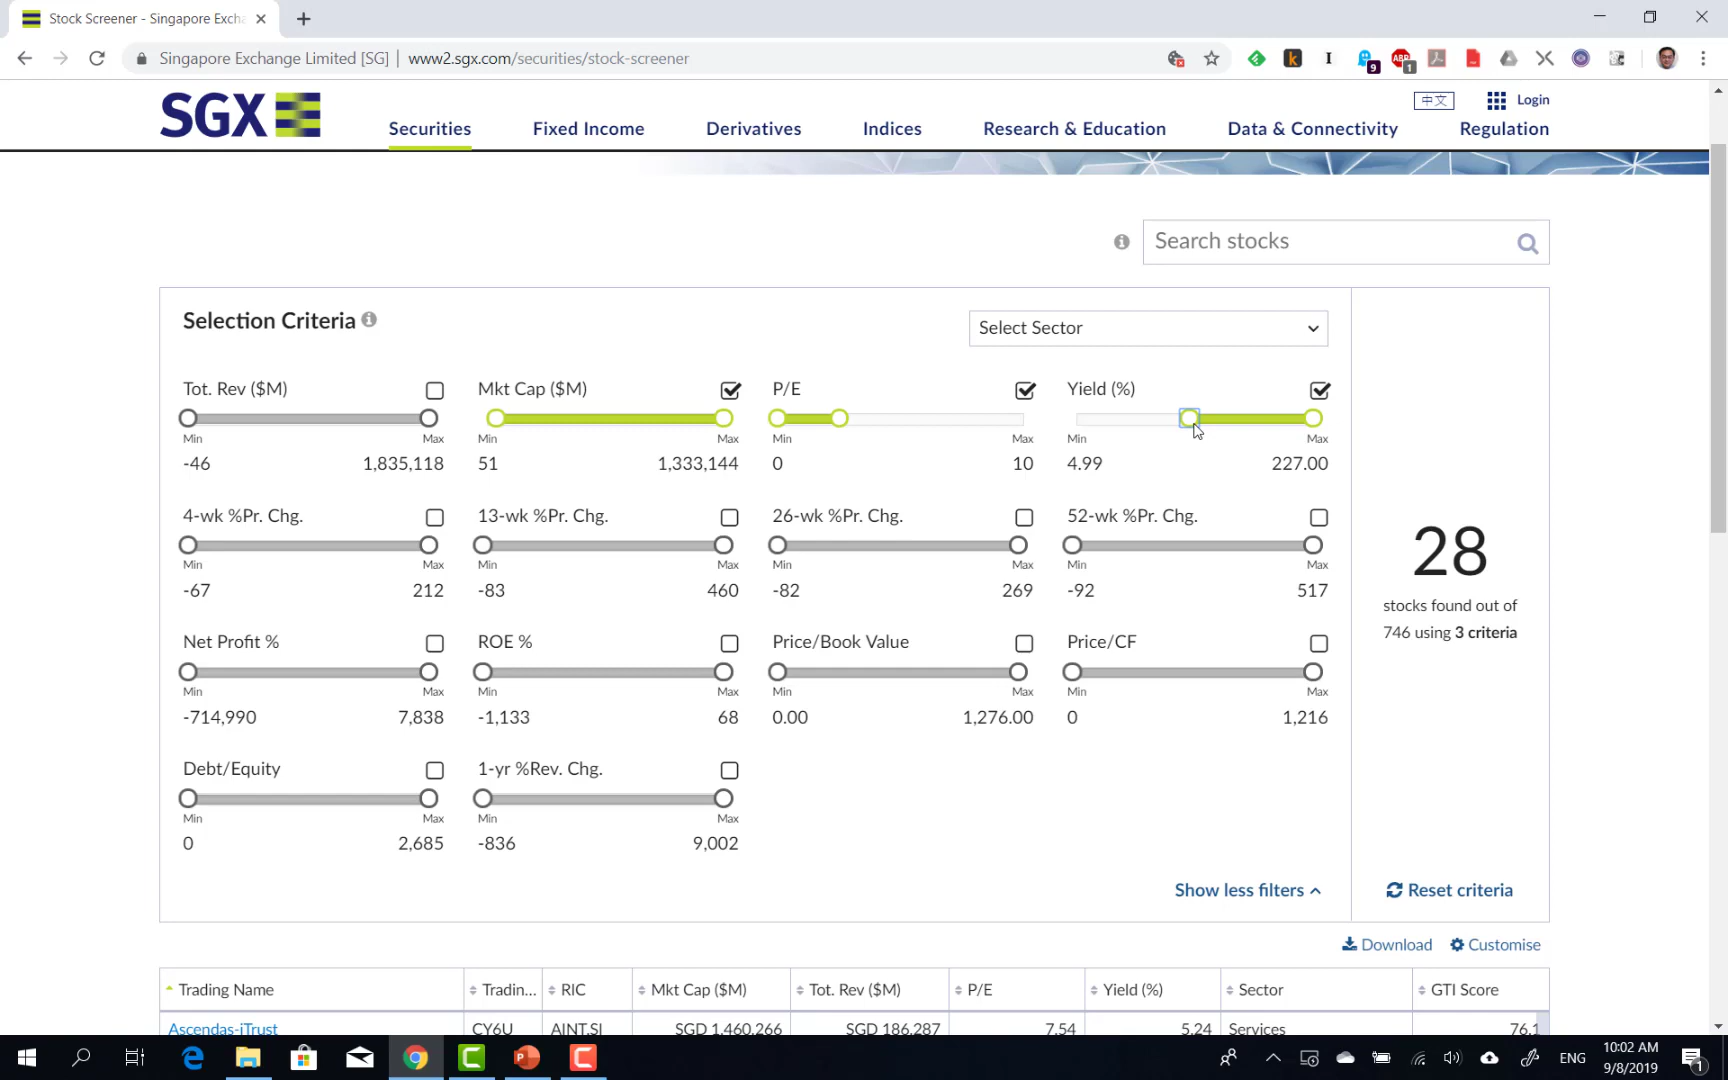 Stock Screener - Singapore Exch
Singapore Exchange Limited [SG] | www2.sgx.com/securities/stock-screener
9
ABP
1
SGX
中文
Login
Securities
Fixed Income
Derivatives
Indices
Research & Education
Data & Connectivity
Regulation
Search stocks
Selection Criteria
Select Sector
Tot. Rev ($M)
Mkt Cap ($M)
P/E
Yield (%)
Min Max Min Max Min Max Min Max
-46 1,835,118 51 1,333,144 0 10 4.99 227.00
4-wk %Pr. Chg. 13-wk %Pr. Chg. 26-wk %Pr. Chg. 52-wk %Pr. Chg.
Min Max Min Max Min Max Min Max
-67 212 -83 460 -82 269 -92 517
Net Profit % ROE % Price/Book Value Price/CF
Min Max Min Max Min Max Min Max
-714,990 7,838 -1,133 68 0.00 1,276.00 0 1,216
Debt/Equity 1-yr %Rev. Chg.
Min Max Min Max
0 2,685 -836 9,002
28
stocks found out of
746 using 3 criteria
Show less filters
Reset criteria
Download
Customise
Trading Name Tradin... RIC Mkt Cap ($M) Tot. Rev ($M) P/E Yield (%) Sector GTI Score
Ascendas-iTrust CY6U AINT.SI SGD 1,460.266 SGD 186.287 7.54 5.24 Services 76.1
ENG
10:02 AM
9/8/2019
1